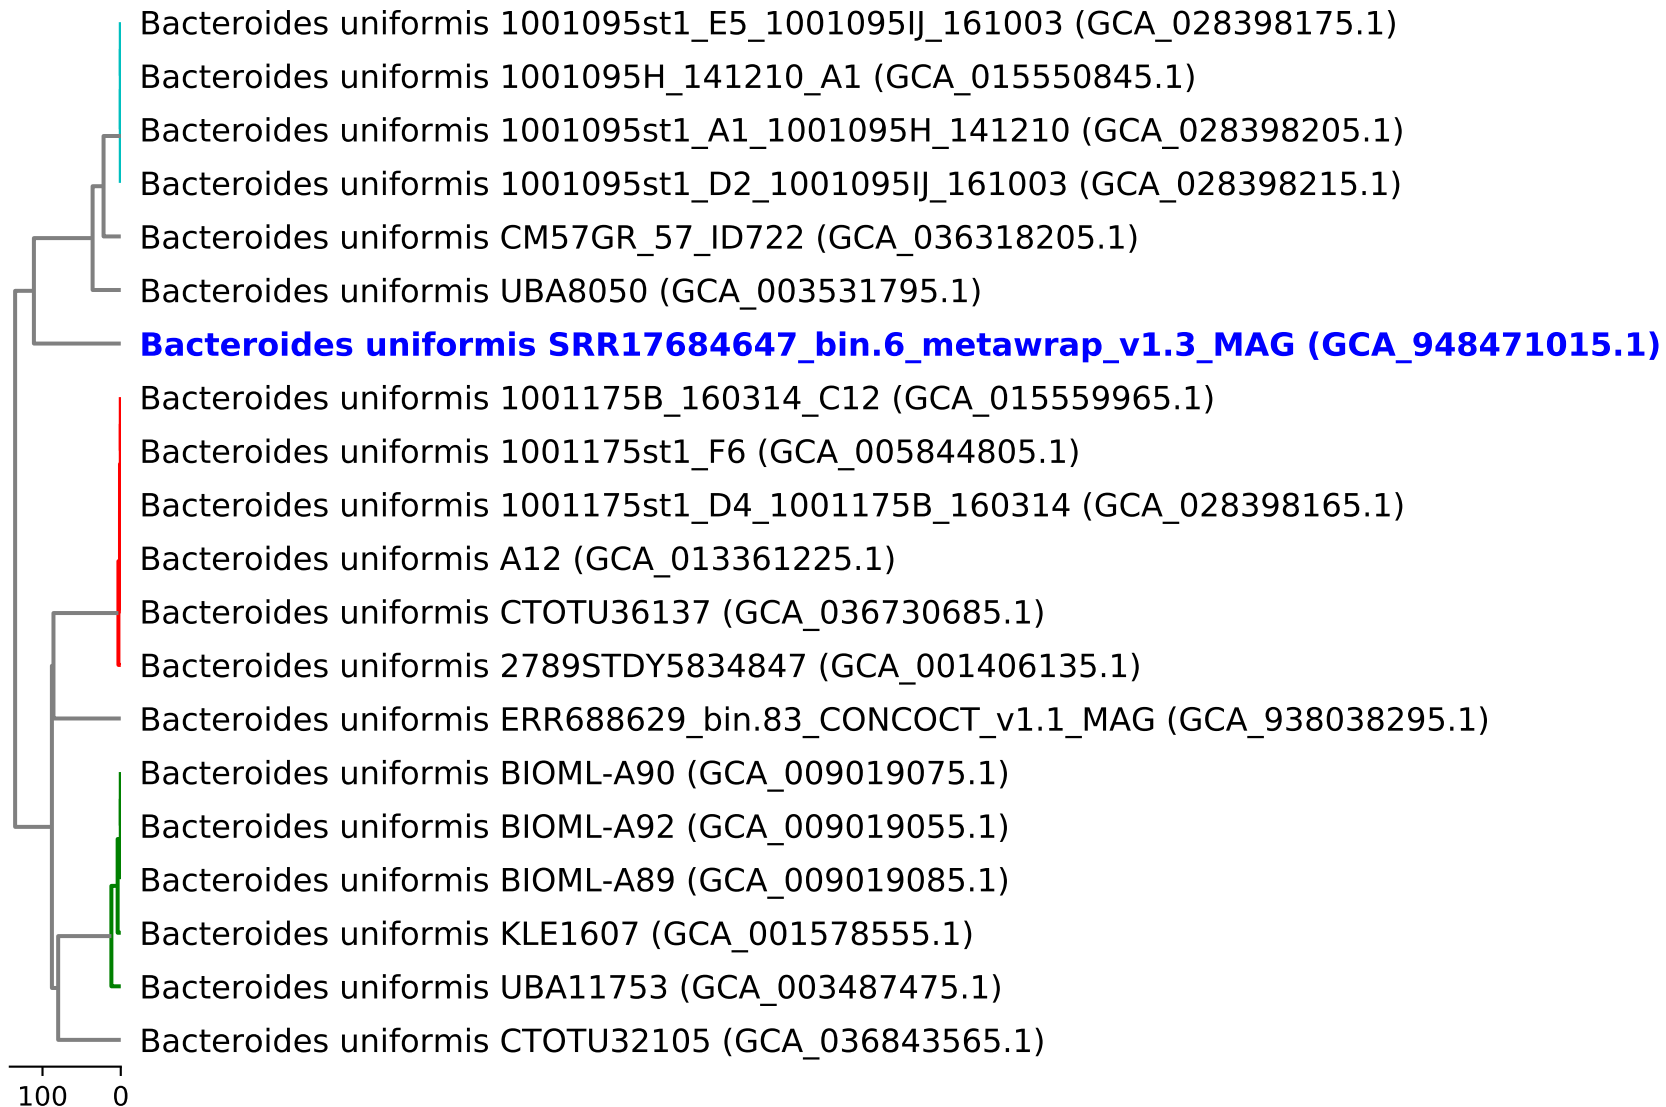 Bacteroides uniformis 1001095st1_E5_1001095IJ_161003 (GCA_028398175.1)
Bacteroides uniformis 1001095H_141210_A1 (GCA_015550845.1)
Bacteroides uniformis 1001095st1_A1_1001095H_141210 (GCA_028398205.1)
Bacteroides uniformis 1001095st1_D2_1001095IJ_161003 (GCA_028398215.1)
Bacteroides uniformis CM57GR_57_ID722 (GCA_036318205.1)
Bacteroides uniformis UBA8050 (GCA_003531795.1)
Bacteroides uniformis SRR17684647_bin.6_metawrap_v1.3_MAG (GCA_948471015.1)
Bacteroides uniformis 1001175B_160314_C12 (GCA_015559965.1)
Bacteroides uniformis 1001175st1_F6 (GCA_005844805.1)
Bacteroides uniformis 1001175st1_D4_1001175B_160314 (GCA_028398165.1)
Bacteroides uniformis A12 (GCA_013361225.1)
Bacteroides uniformis CTOTU36137 (GCA_036730685.1)
Bacteroides uniformis 2789STDY5834847 (GCA_001406135.1)
Bacteroides uniformis ERR688629_bin.83_CONCOCT_v1.1_MAG (GCA_938038295.1)
Bacteroides uniformis BIOML-A90 (GCA_009019075.1)
Bacteroides uniformis BIOML-A92 (GCA_009019055.1)
Bacteroides uniformis BIOML-A89 (GCA_009019085.1)
Bacteroides uniformis KLE1607 (GCA_001578555.1)
Bacteroides uniformis UBA11753 (GCA_003487475.1)
Bacteroides uniformis CTOTU32105 (GCA_036843565.1)
100 0